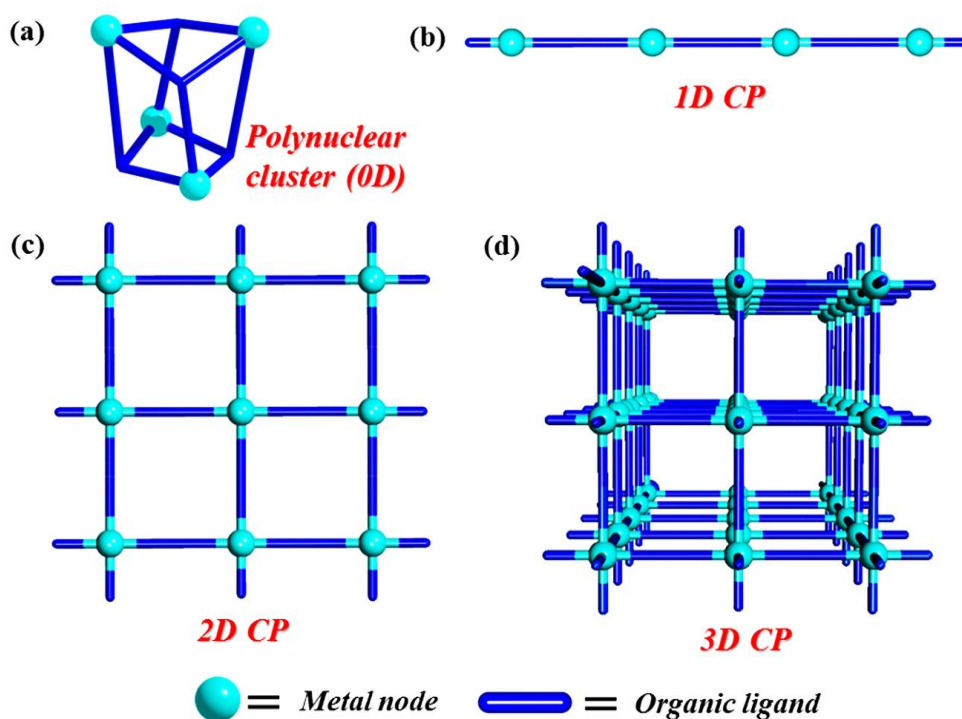 (a)
(b)
1D CP
Polynuclear
cluster (0D)
(c)
(d)
2D CP
3D CP
= Metal node
= Organic ligand